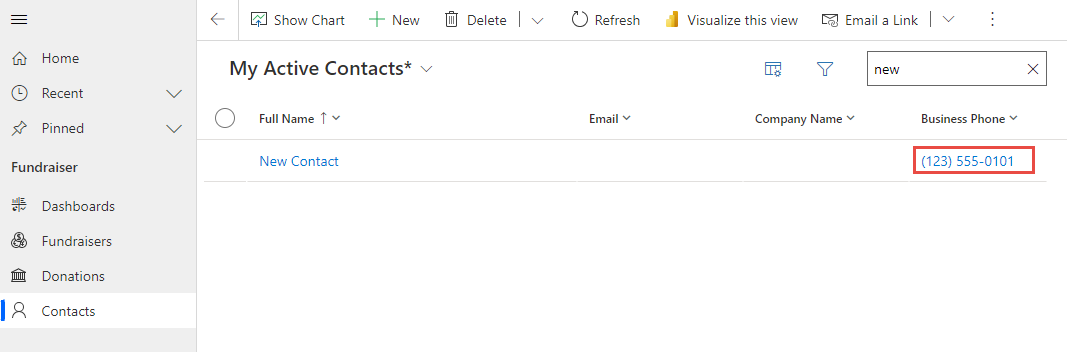 Show Chart New Delete Refresh Visualize this view Email a Link
Home
Recent
Pinned
Fundraiser
Dashboards
Fundraisers
Donations
Contacts
My Active Contacts*
new
Full Name Email Company Name Business Phone
New Contact (123) 555-0101